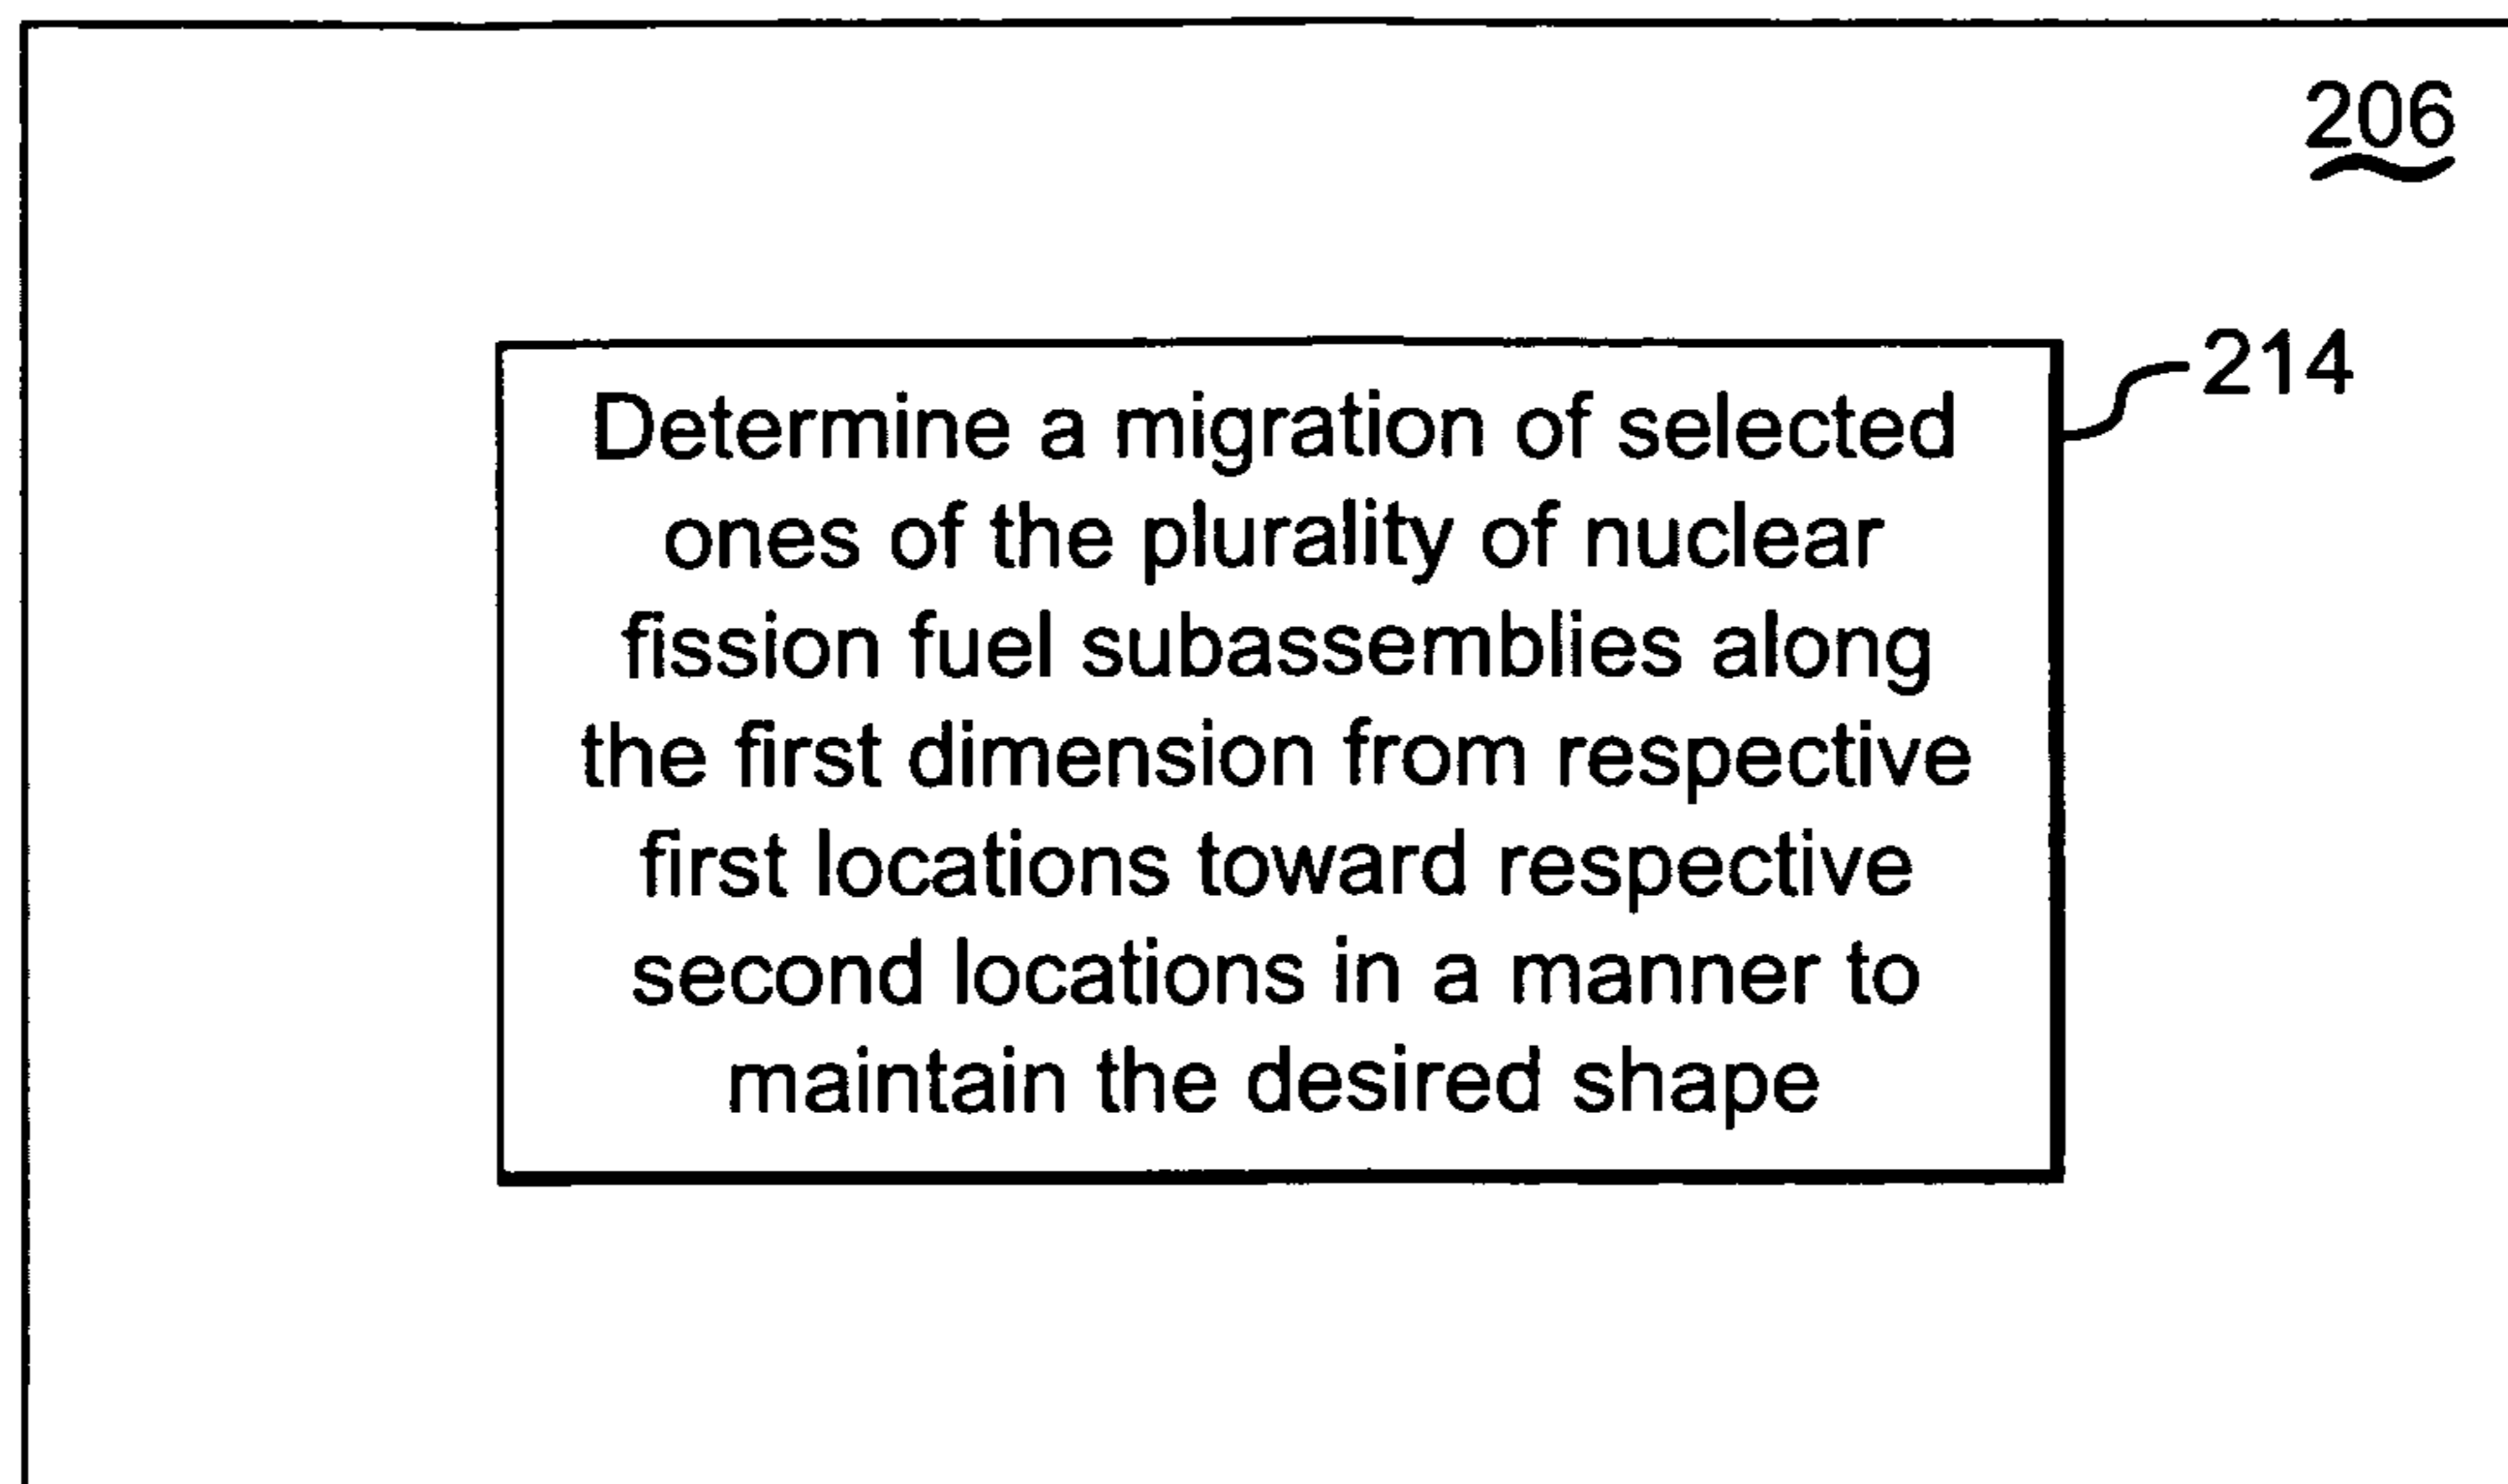 206
214
Determine a migration of selected
ones of the plurality of nuclear
fission fuel subassemblies along
the first dimension from respective
first locations toward respective
second locations in a manner to
maintain the desired shape